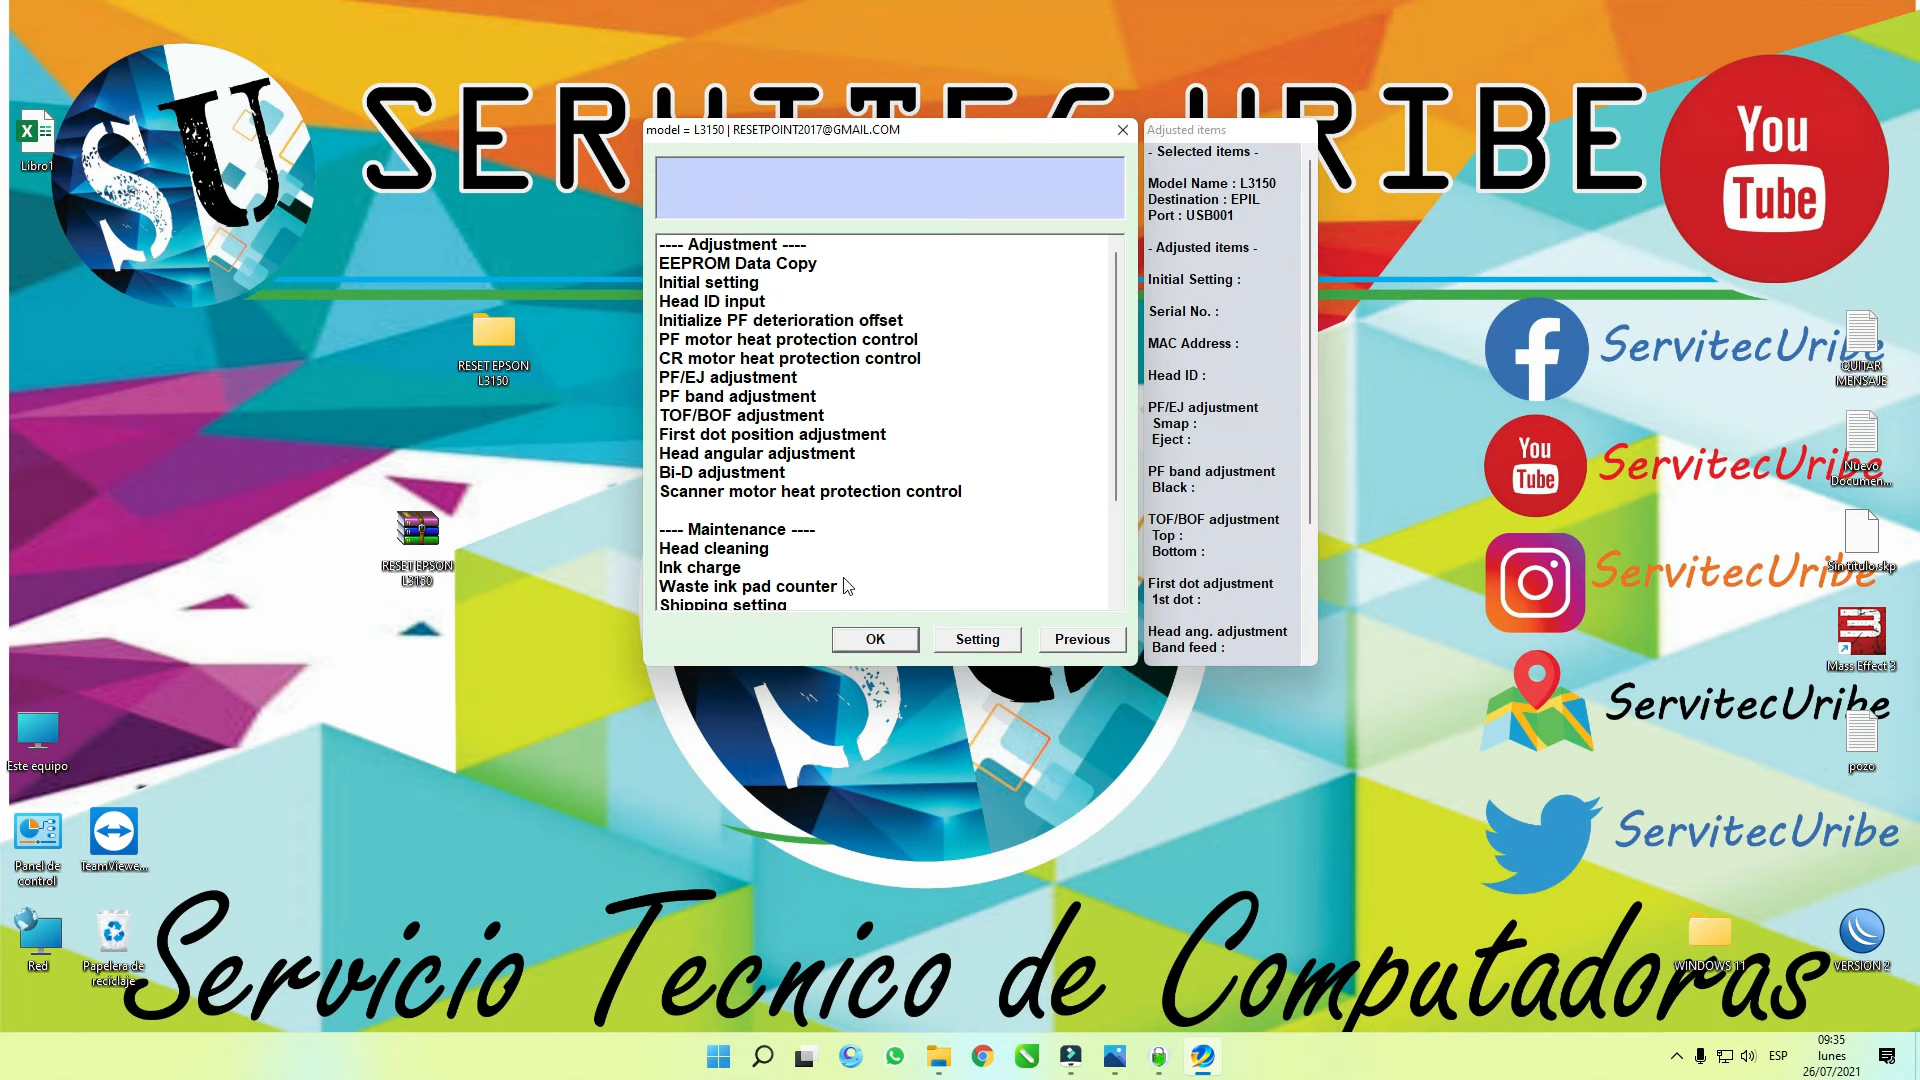 SERVITEC URIBE
SU
You
Tube
Libro1
model = L3150 | RESETPOINT2017@GMAIL.COM
---- Adjustment ----
EEPROM Data Copy
Initial setting
Head ID input
Initialize PF deterioration offset
PF motor heat protection control
CR motor heat protection control
PF/EJ adjustment
PF band adjustment
TOF/BOF adjustment
First dot position adjustment
Head angular adjustment
Bi-D adjustment
Scanner motor heat protection control
---- Maintenance ----
Head cleaning
Ink charge
Waste ink pad counter
Shipping setting
OK
Setting
Previous
Adjusted items
- Selected items -
Model Name : L3150
Destination : EPIL
Port : USB001
- Adjusted items -
Initial Setting :
Serial No. :
MAC Address :
Head ID :
PF/EJ adjustment
Smap :
Eject :
PF band adjustment
Black :
TOF/BOF adjustment
Top :
Bottom :
First dot adjustment
1st dot :
Head ang. adjustment
Band feed :
RESET EPSON
L3150
RESET EPSON
L3150
ServitecUribe
QUITAR
MENSAJE
You
Tube
ServitecUribe
Nuevo
Documen...
ServitecUribe
Sin título.skp
Mass Effect 3
ServitecUribe
pozo
ServitecUribe
Este equipo
Panel de
control
TeamViewe...
Red
Papelera de
reciclaje
WINDOWS 11
VERSION 2
Servicio Tecnico de Computadoras
ESP
09:35
lunes
26/07/2021